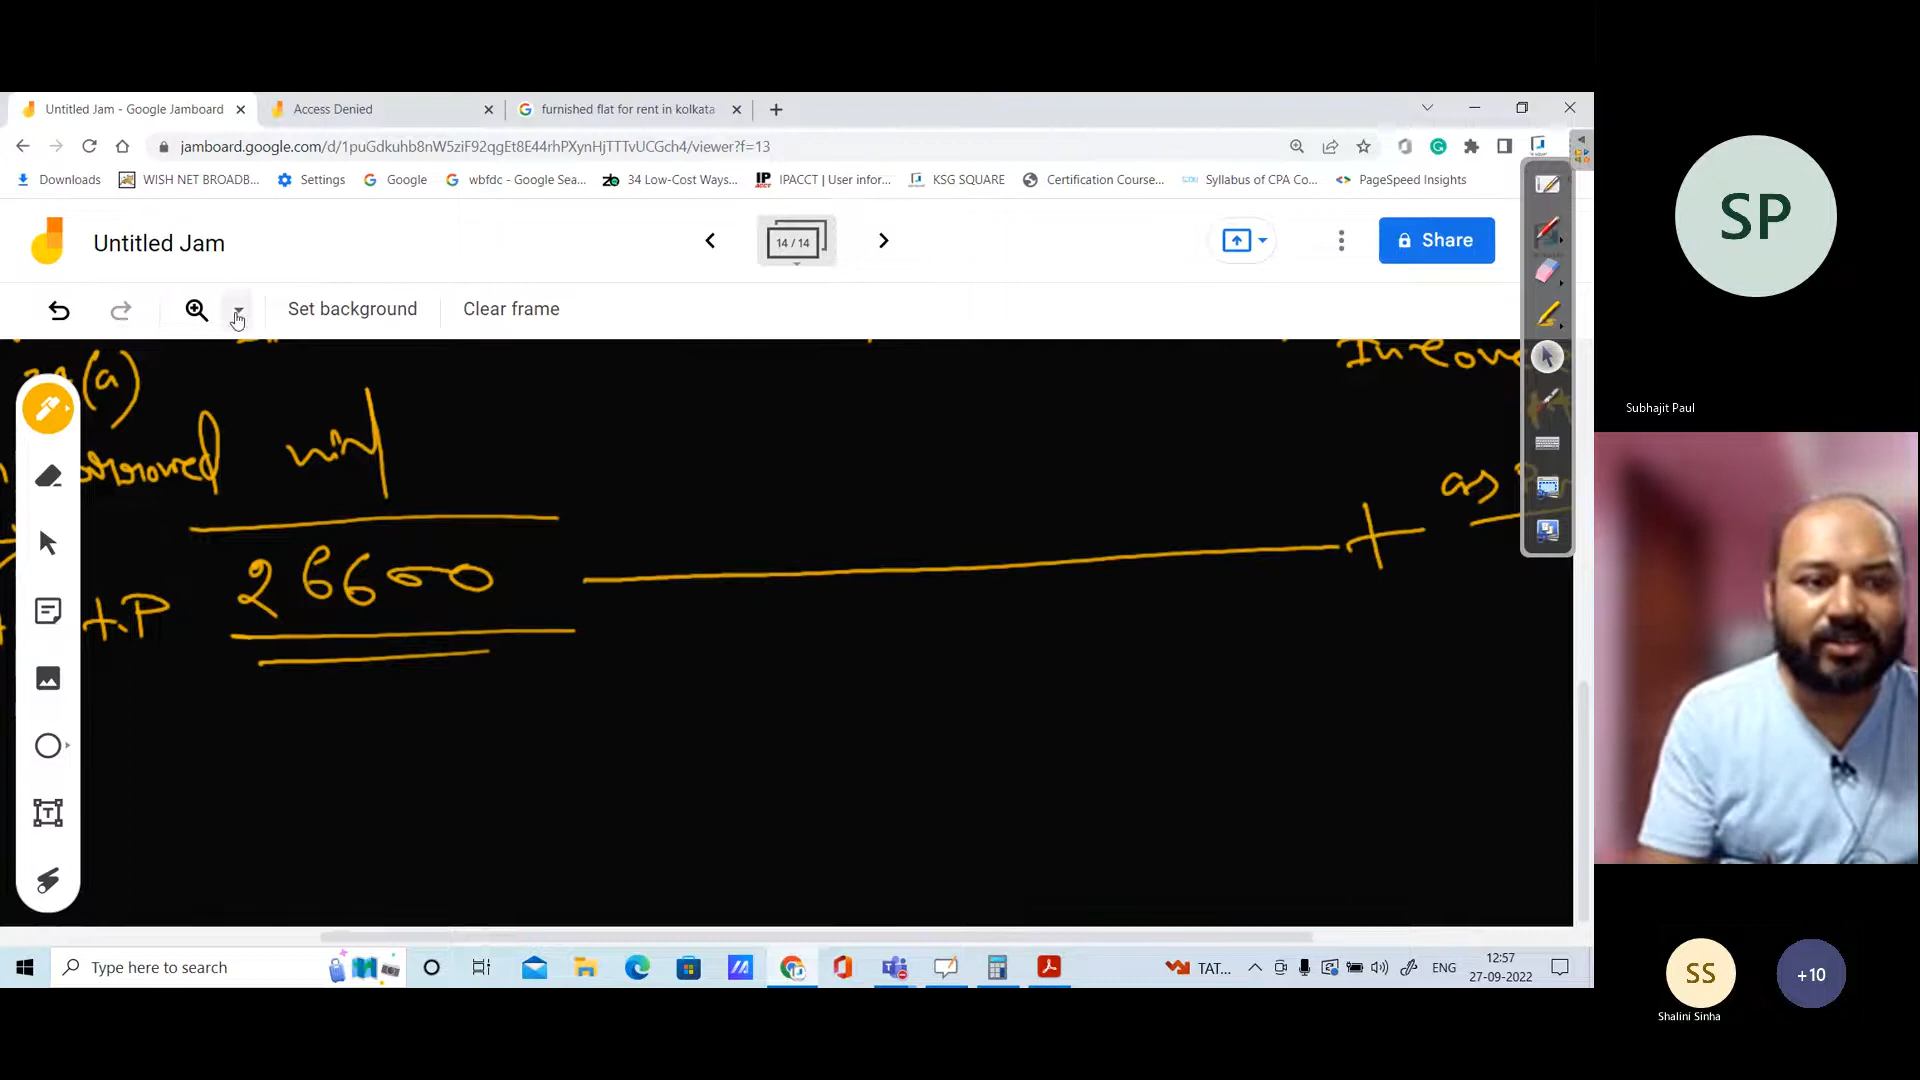 Untitled Jam - Google Jamboard
Access Denied
furnished flat for rent in kolkata
jamboard.google.com/d/1puGdkuhb8nW5ziF92qgEt8E44rhPXynHjTTTvUCGch4/viewer?f=13
Downloads
WISH NET BROADB...
Settings
Google
wbfdc - Google Sea...
34 Low-Cost Ways...
IPACCT | User infor...
KSG SQUARE
Certification Course...
Syllabus of CPA Co...
PageSpeed Insights
Untitled Jam
14 / 14
Share
Set background
Clear frame
(a)
nil
as
26600
+.P
Type here to search
TAT...
ENG
12:57
27-09-2022
SP
Subhajit Paul
SS
+10
Shalini Sinha